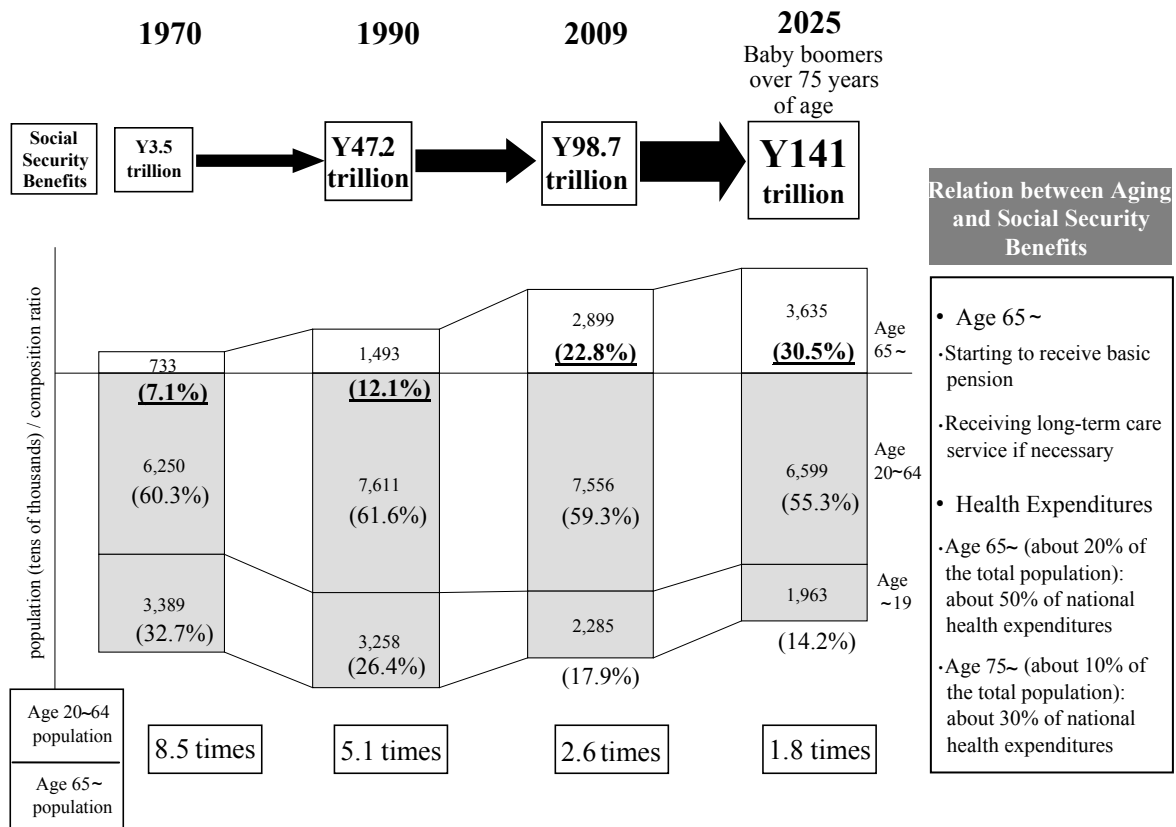 1970
1990
2009
2025
Baby boomers
over 75 years
of age
Social
Security
Benefits
Y3.5
trillion
Y47.2
trillion
Y98.7
trillion
Y141
trillion
Relation between Aging
and Social Security
Benefits
population (tens of thousands) / composition ratio
733
(7.1%)
6,250
(60.3%)
3,389
(32.7%)
1,493
(12.1%)
7,611
(61.6%)
3,258
(26.4%)
2,899
(22.8%)
7,556
(59.3%)
2,285
(17.9%)
3,635
(30.5%)
6,599
(55.3%)
1,963
(14.2%)
Age
65~
Age
20~64
Age
~19
• Age 65~
·Starting to receive basic
pension
·Receiving long-term care
service if necessary
• Health Expenditures
·Age 65~ (about 20% of
the total population):
about 50% of national
health expenditures
·Age 75~ (about 10% of
the total population):
about 30% of national
health expenditures
Age 20~64
population
Age 65~
population
8.5 times
5.1 times
2.6 times
1.8 times